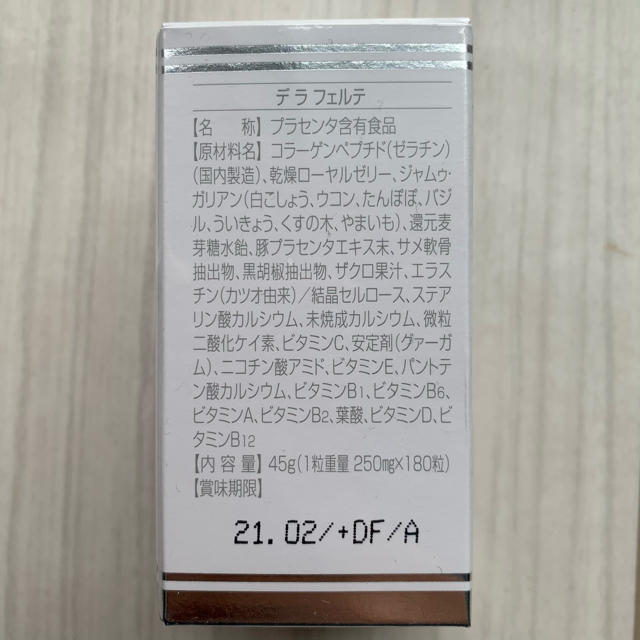 デラ フェルテ
【名　　称】プラセンタ含有食品
【原材料名】コラーゲンペプチド(ゼラチン)
(国内製造)、乾燥ローヤルゼリー、ジャムゥ・
ガリアン(白こしょう、ウコン、たんぽぽ、バジ
ル、ういきょう、くすの木、やまいも)、還元麦
芽糖水飴、豚プラセンタエキス末、サメ軟骨
抽出物、黒胡椒抽出物、ザクロ果汁、エラス
チン(カツオ由来)／結晶セルロース、ステア
リン酸カルシウム、未焼成カルシウム、微粒
二酸化ケイ素、ビタミンC、安定剤(グァーガ
ム)、ニコチン酸アミド、ビタミンE、パントテ
ン酸カルシウム、ビタミンB1、ビタミンB6、
ビタミンA、ビタミンB2、葉酸、ビタミンD、ビ
タミンB12
【内 容 量】45g(1粒重量 250mg×180粒)
【賞味期限】
21.02/+DF/A